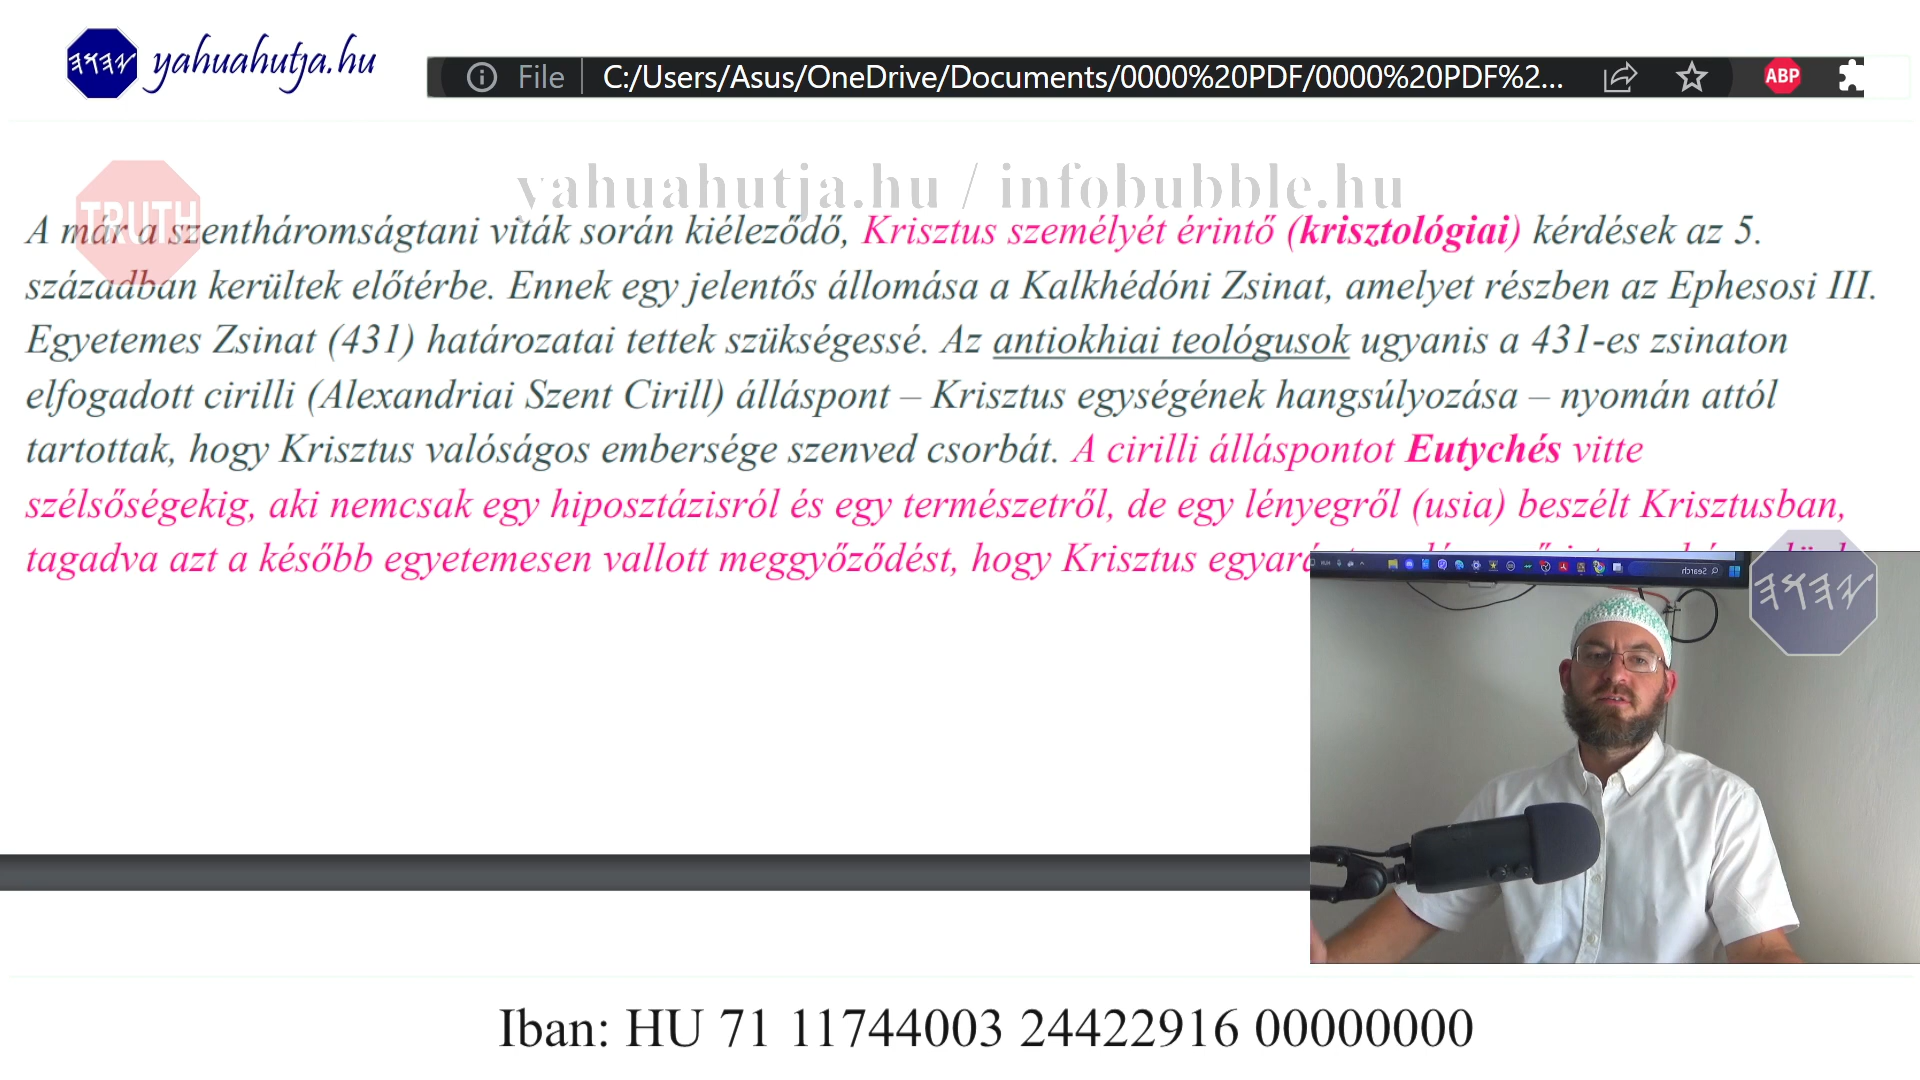 yahuahutja.hu
File C:/Users/Asus/OneDrive/Documents/0000%20PDF/0000%20PDF%2... ABP
yahuahutja.hu / infobubble.hu
TRUTH
A már a szentháromságtani viták során kiéleződő, Krisztus személyét érintő (krisztológiai) kérdések az 5.
században kerültek előtérbe. Ennek egy jelentős állomása a Kalkhédóni Zsinat, amelyet részben az Ephesosi III.
Egyetemes Zsinat (431) határozatai tettek szükségessé. Az antiokhiai teológusok ugyanis a 431-es zsinaton
elfogadott cirilli (Alexandriai Szent Cirill) álláspont – Krisztus egységének hangsúlyozása – nyomán attól
tartottak, hogy Krisztus valóságos embersége szenved csorbát. A cirilli álláspontot Eutychés vitte
szélsőségekig, aki nemcsak egy hiposztázisról és egy természetről, de egy lényegről (usia) beszélt Krisztusban,
tagadva azt a később egyetemesen vallott meggyőződést, hogy Krisztus
Search
Iban: HU 71 11744003 24422916 00000000